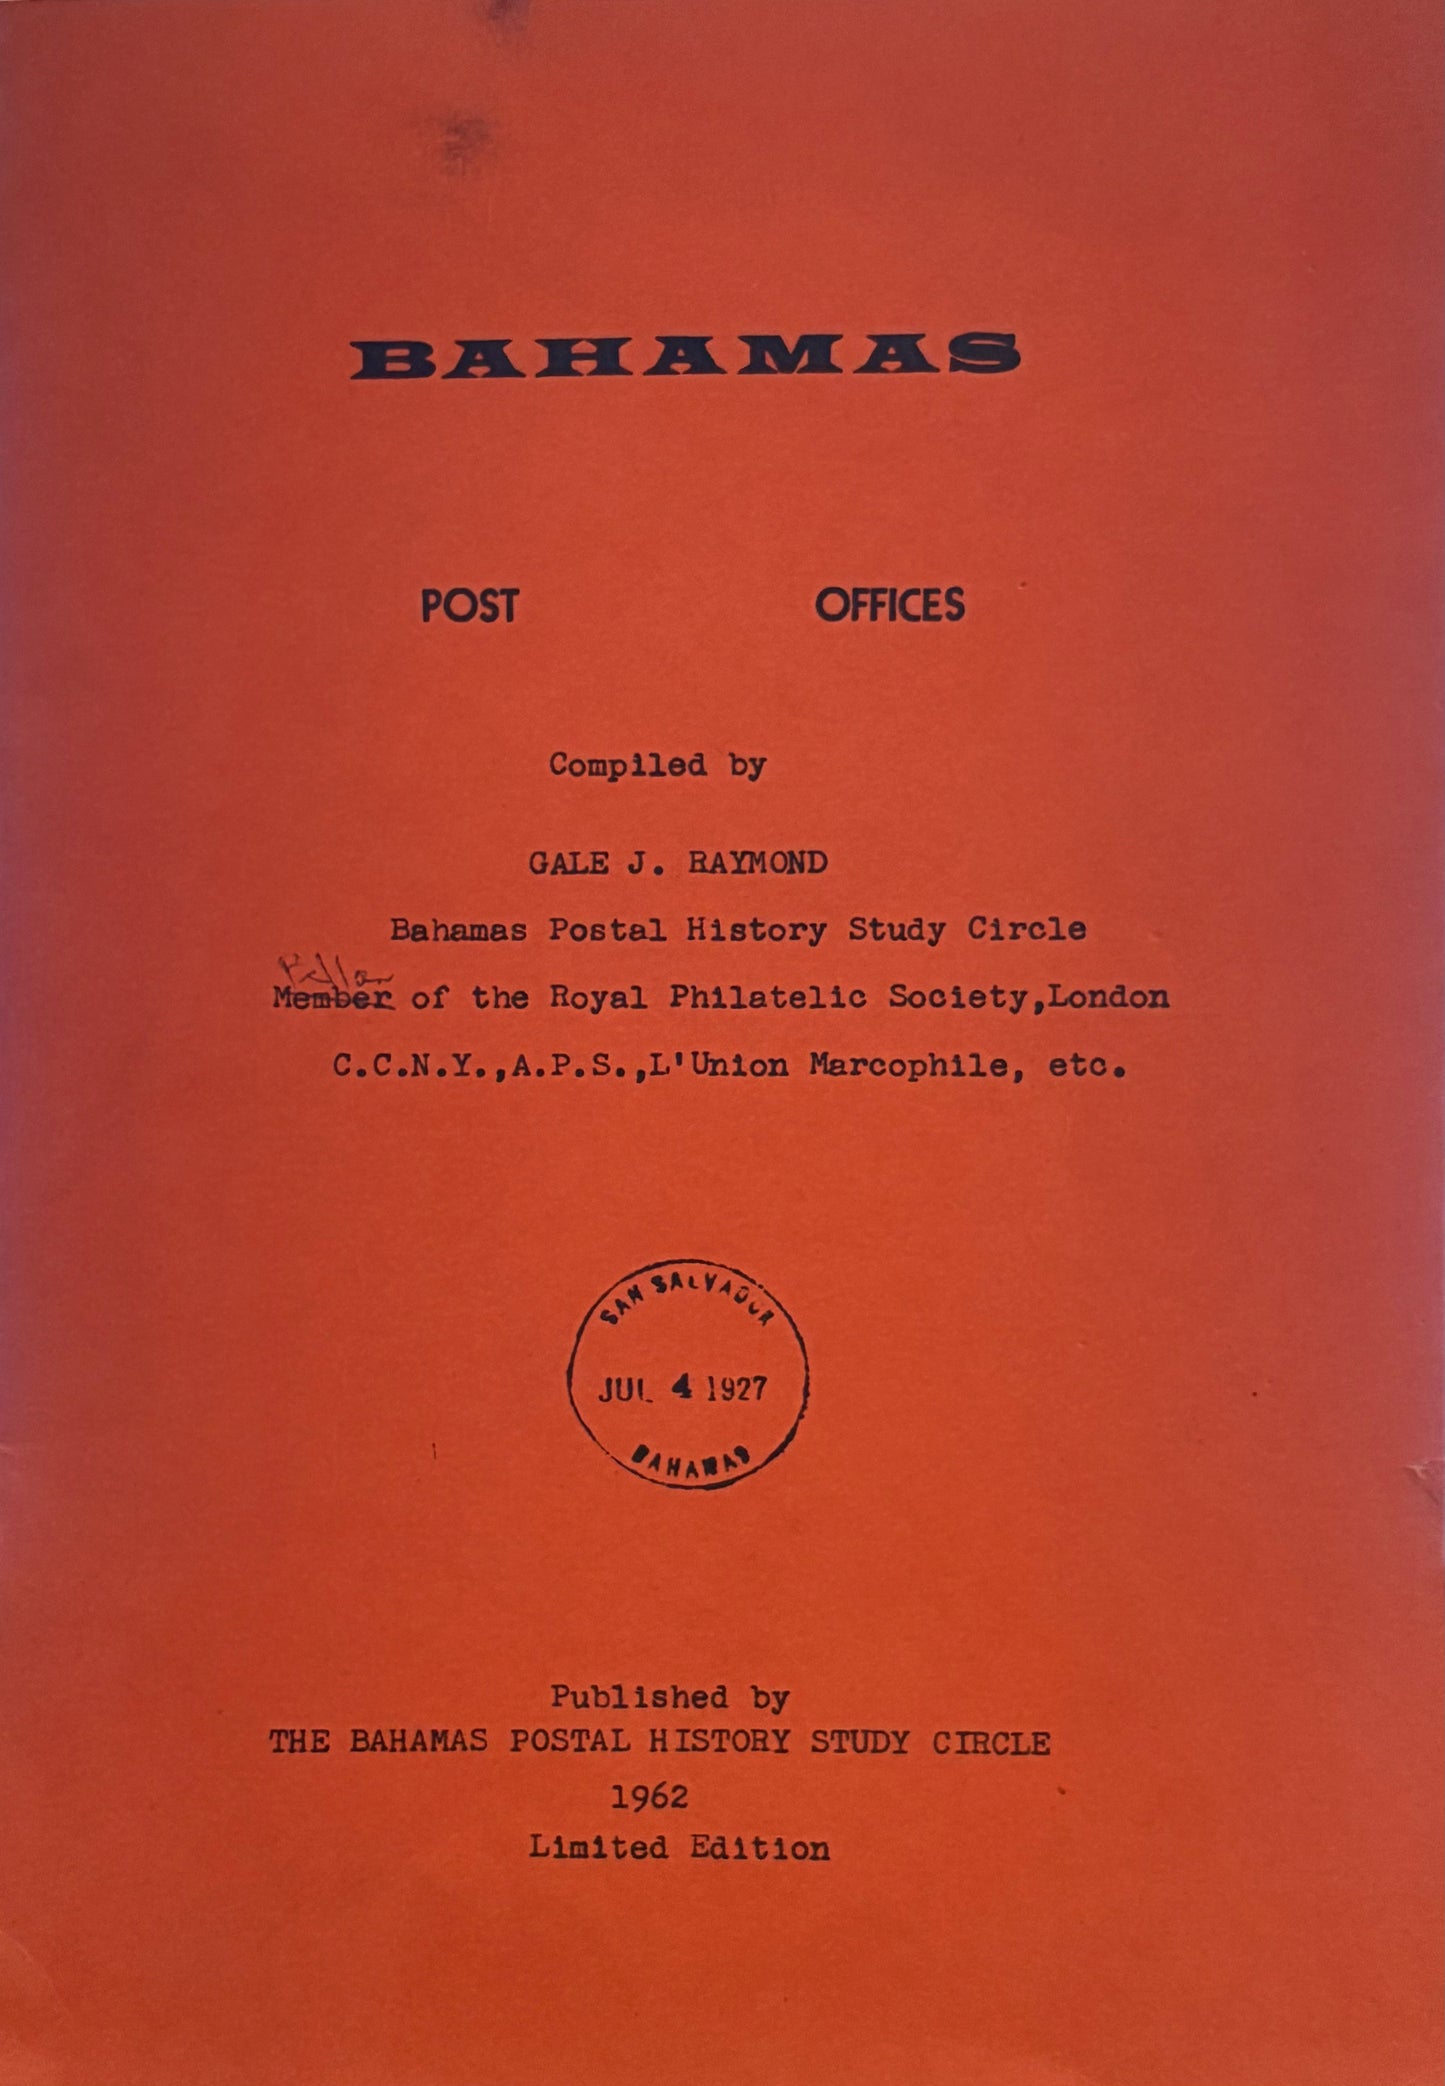 BAHAMAS
POST OFFICES
Compiled by
GALE J. RAYMOND
Bahamas Postal History Study Circle
Member of the Royal Philatelic Society,London
C.C.N.Y.,A.P.S.,L'Union Marcophile, etc.
SAN SALVADOR
JUL 4 1927
BAHAMAS
Published by
THE BAHAMAS POSTAL HISTORY STUDY CIRCLE
1962
Limited Edition